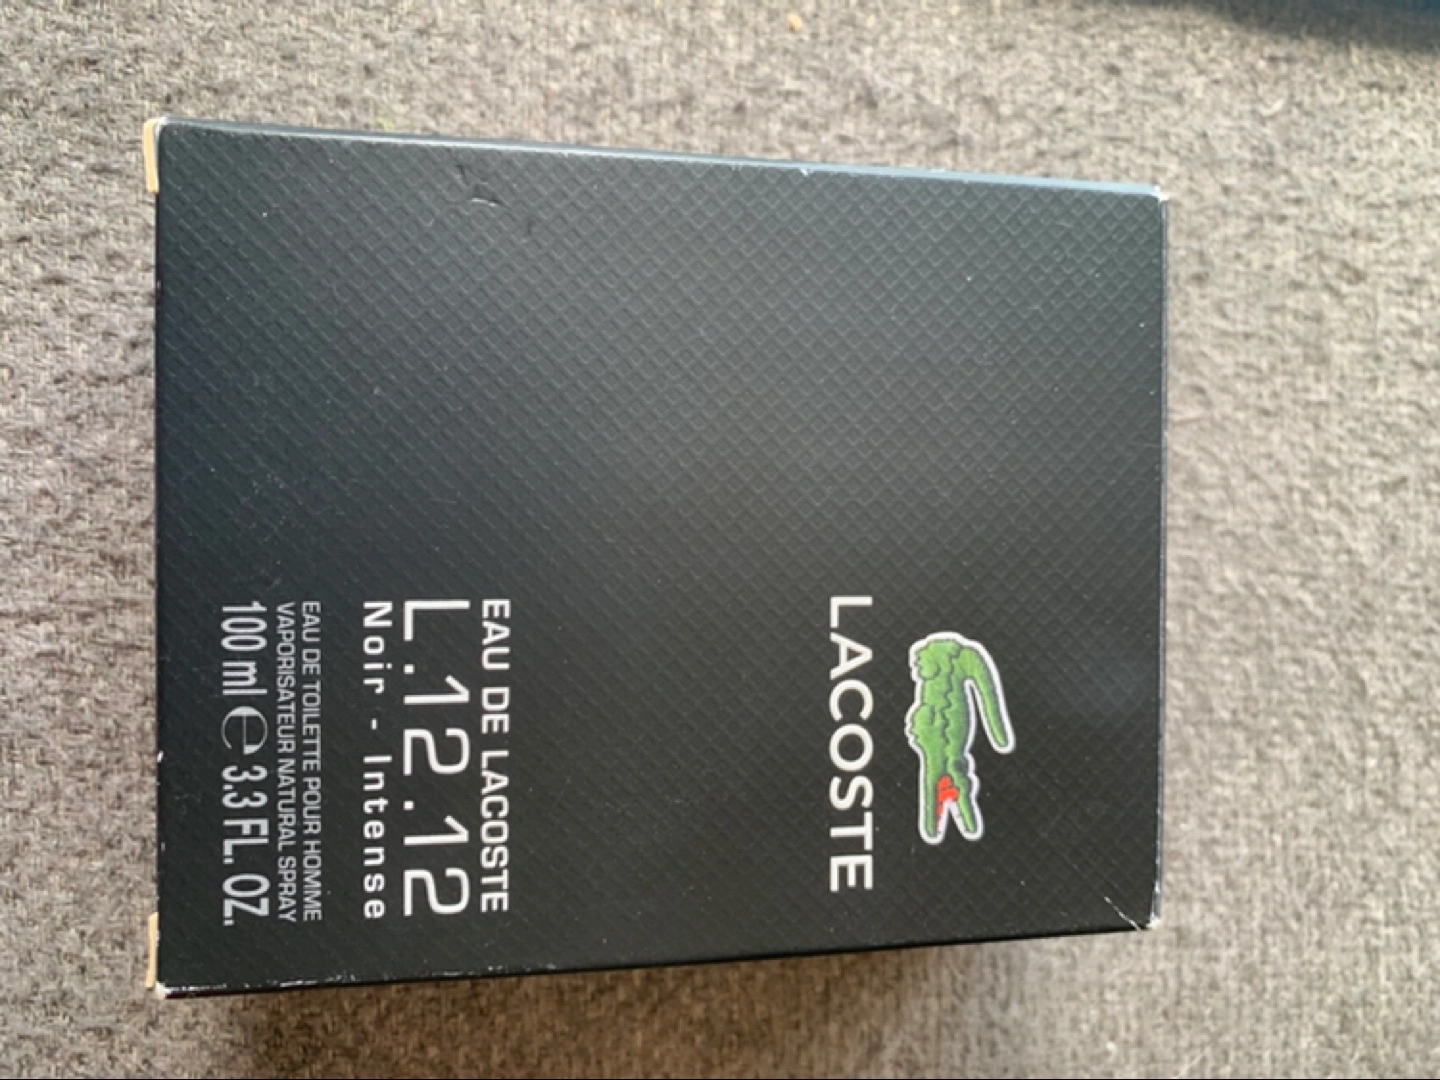 LACOSTE
EAU DE LACOSTE
L.12.12
Noir - Intense
EAU DE TOILETTE POUR HOMME
VAPORISATEUR NATURAL SPRAY
100 ml ℮ 3.3 FL. OZ.